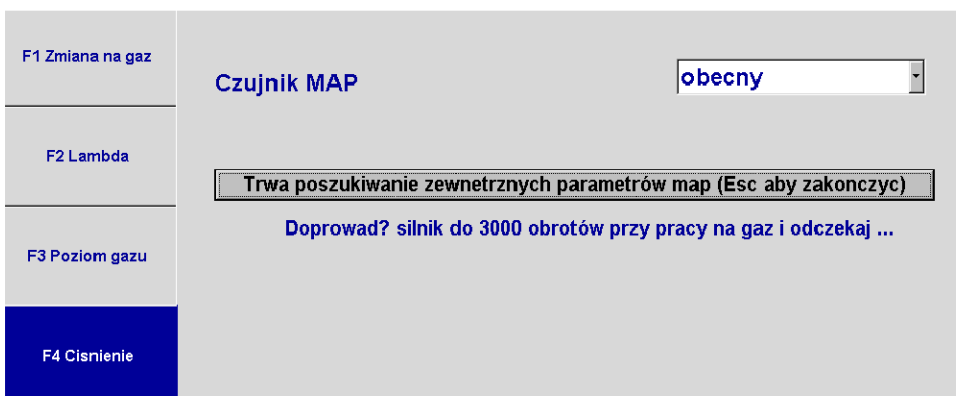 F1 Zmiana na gaz
F2 Lambda
F3 Poziom gazu
F4 Cisnienie
Czujnik MAP
obecny
Trwa poszukiwanie zewnetrznych parametrów map (Esc aby zakonczyc)
Doprowad? silnik do 3000 obrotów przy pracy na gaz i odczekaj ...